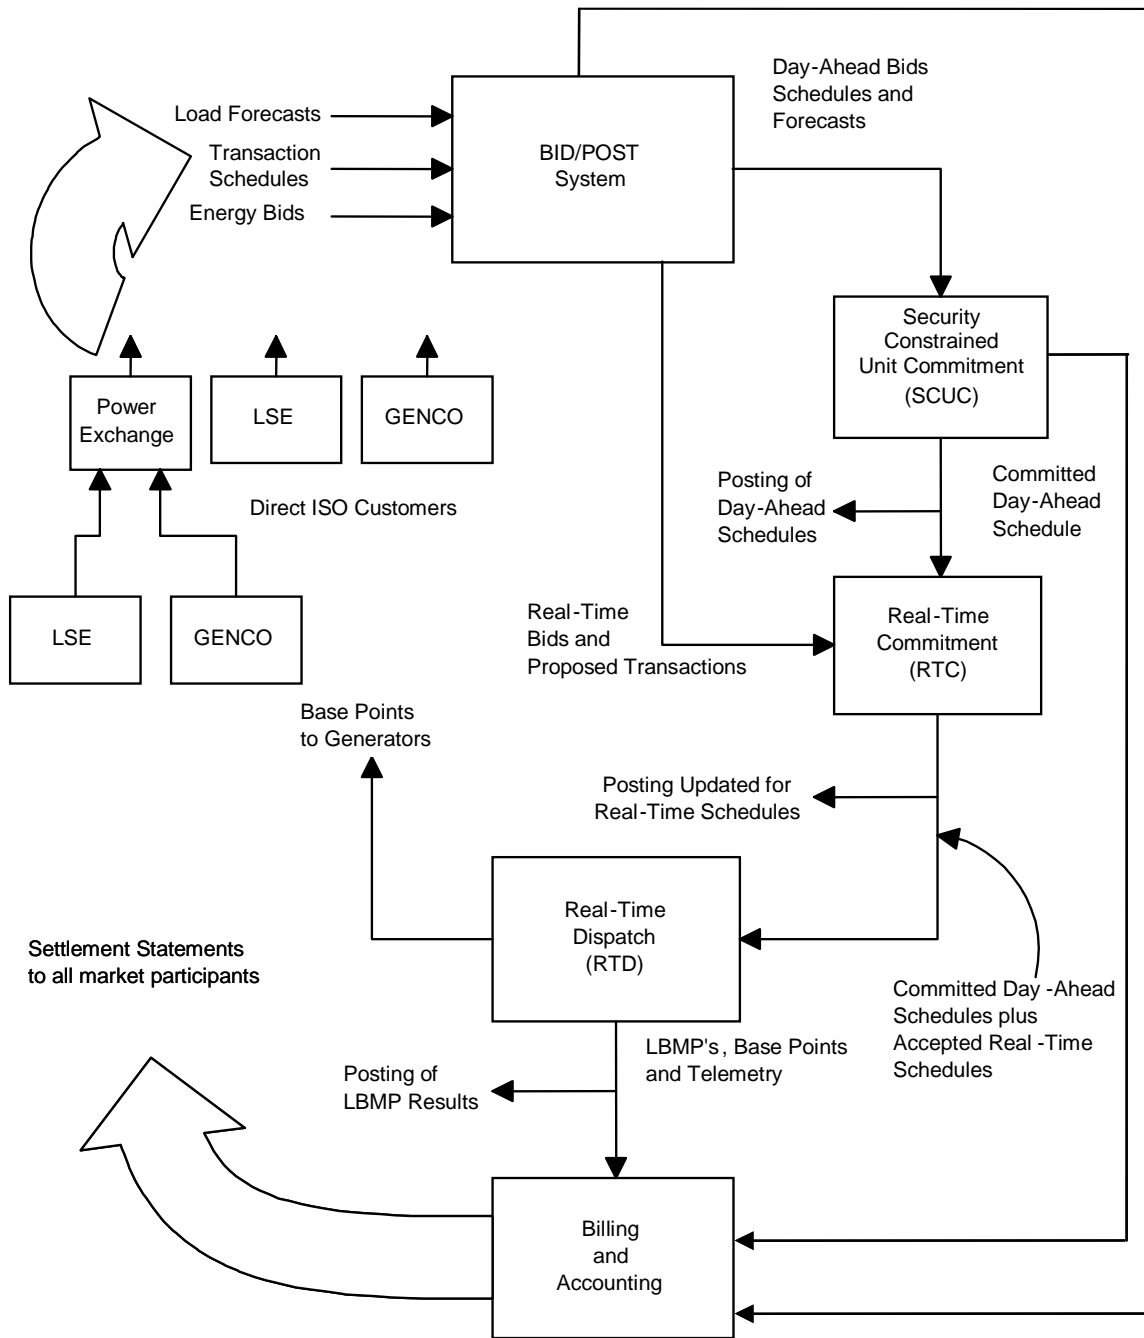 Day-Ahead Bids
Schedules and
Forecasts
Load Forecasts
Transaction
Schedules
Energy Bids
BID/POST
System
Security
Constrained
Unit Commitment
(SCUC)
Power
Exchange
LSE
GENCO
Direct ISO Customers
Posting of
Day-Ahead
Schedules
Committed
Day-Ahead
Schedule
LSE
GENCO
Real-Time
Bids and
Proposed Transactions
Real-Time
Commitment
(RTC)
Base Points
to Generators
Posting Updated for
Real-Time Schedules
Real-Time
Dispatch
(RTD)
Settlement Statements
to all market participants
Committed Day -Ahead
Schedules plus
Accepted Real -Time
Schedules
LBMP's, Base Points
and Telemetry
Posting of
LBMP Results
Billing
and
Accounting